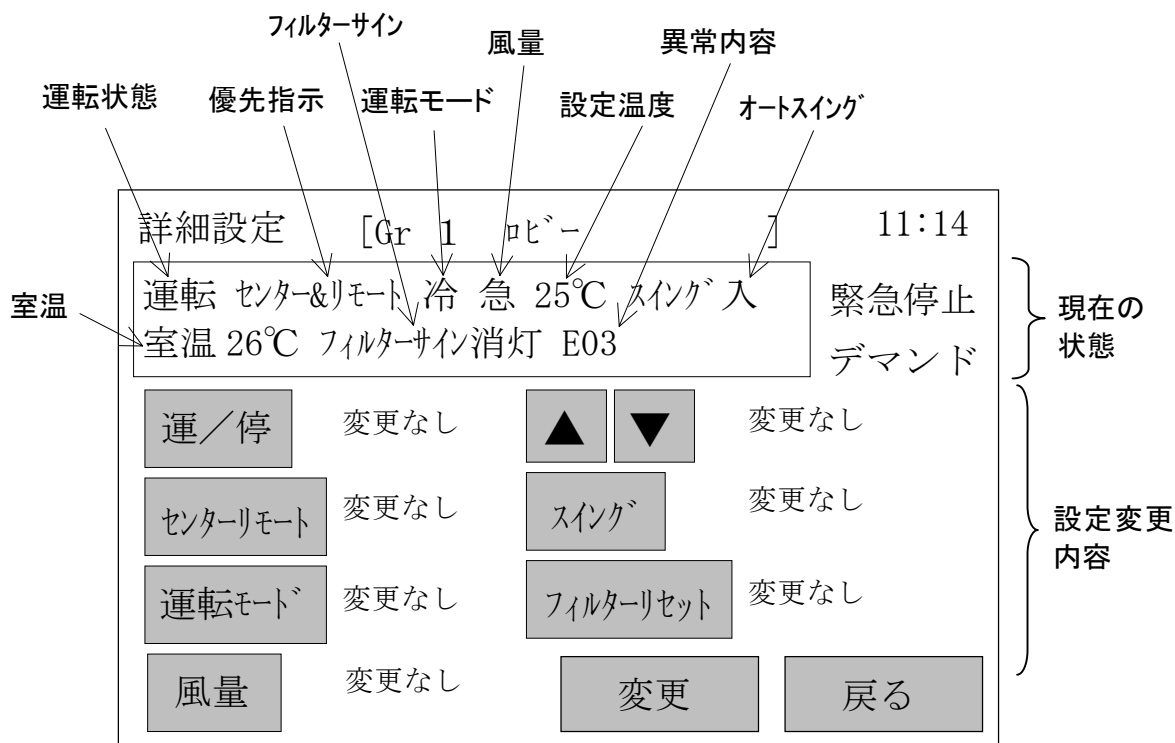 フィルターサイン
風量
異常内容
運転状態
優先指示
運転モード
設定温度
オートスイング
詳細設定 [Gr 1 ロビー ] 11:14
運転 センター&リモート 冷 急 25℃ スイング 入
室温
室温 26℃ フィルターサイン消灯 E03
緊急停止
デマンド
現在の
状態
運／停 変更なし ▲ ▼ 変更なし
センターリモート 変更なし スイング 変更なし
運転モード 変更なし フィルターリセット 変更なし
風量 変更なし 変更 戻る
設定変更
内容